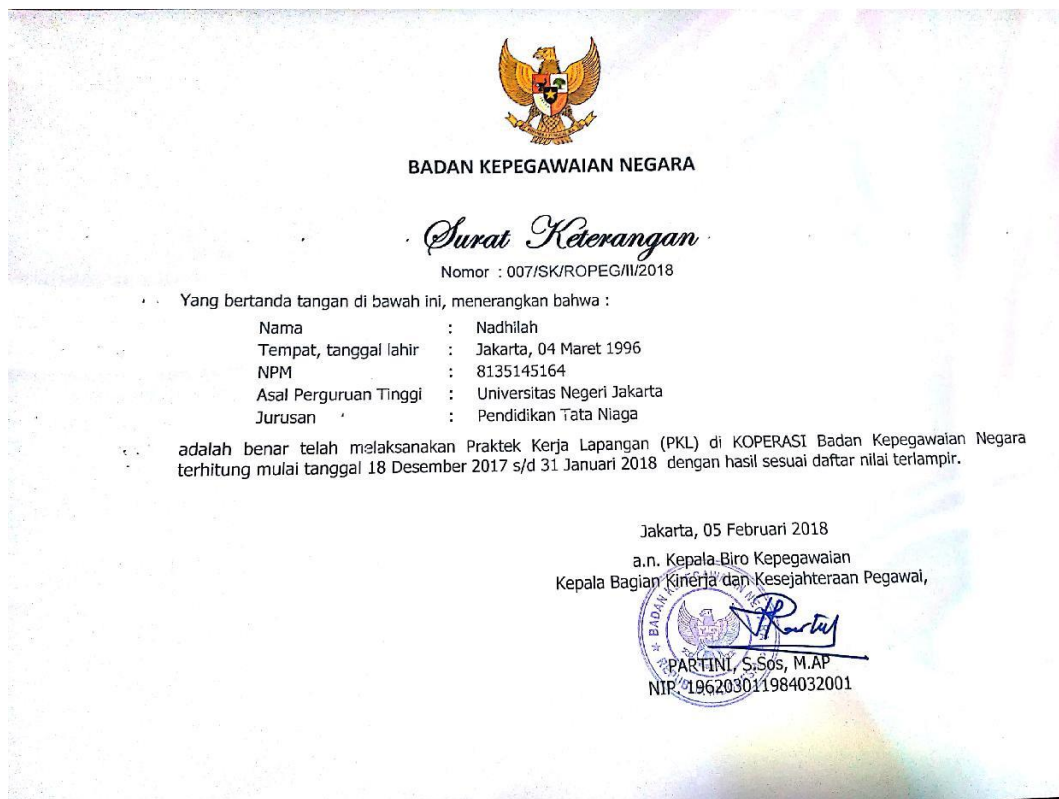 BADAN KEPEGAWAIAN NEGARA
Surat Keterangan
Nomor : 007/SK/ROPEG/II/2018
Yang bertanda tangan di bawah ini, menerangkan bahwa :
Nama : Nadhilah
Tempat, tanggal lahir : Jakarta, 04 Maret 1996
NPM : 8135145164
Asal Perguruan Tinggi : Universitas Negeri Jakarta
Jurusan : Pendidikan Tata Niaga
adalah benar telah melaksanakan Praktek Kerja Lapangan (PKL) di KOPERASI Badan Kepegawaian Negara
terhitung mulai tanggal 18 Desember 2017 s/d 31 Januari 2018 dengan hasil sesuai daftar nilai terlampir.
Jakarta, 05 Februari 2018
a.n. Kepala Biro Kepegawaian
Kepala Bagian Kinerja dan Kesejahteraan Pegawai,
BADAN
PARTINI, S.Sos, M.AP
NIP. 196203011984032001